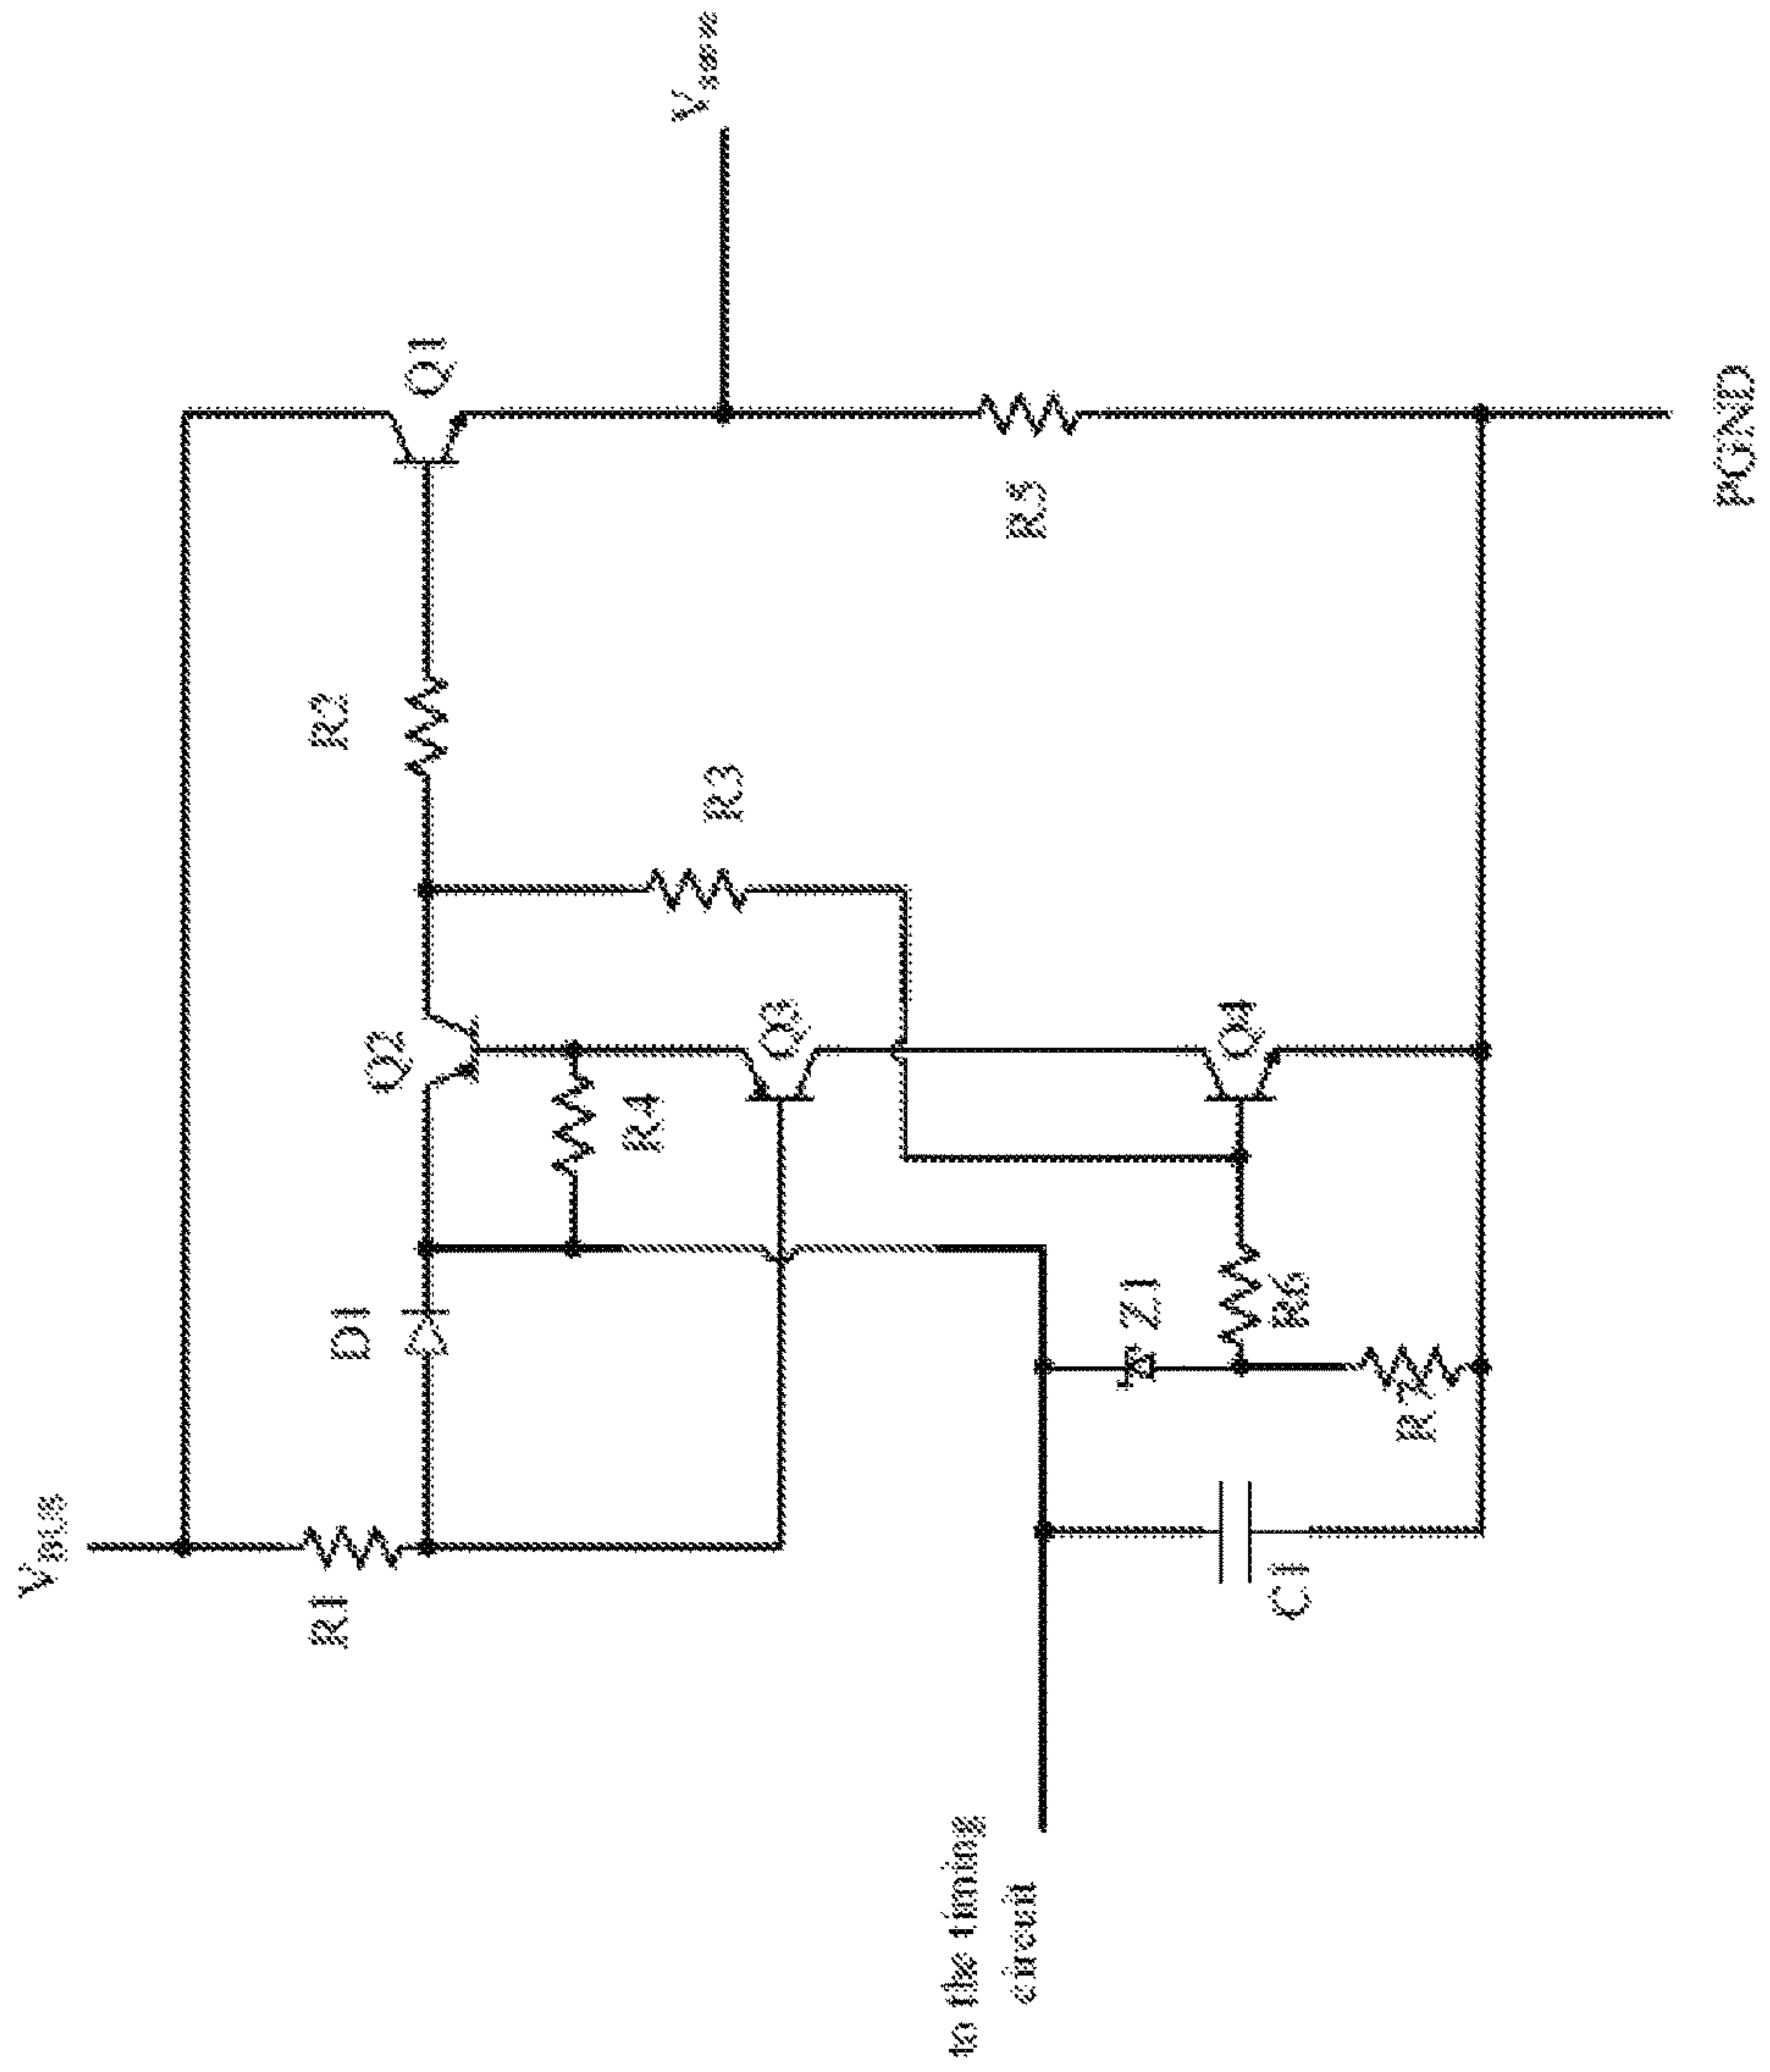 V_BUS
R1
D1
Q2
R2
Q1
V_sense
R4
Q3
R3
R5
Z1
R6
Q4
R7
C1
to the timing
circuit
PGND